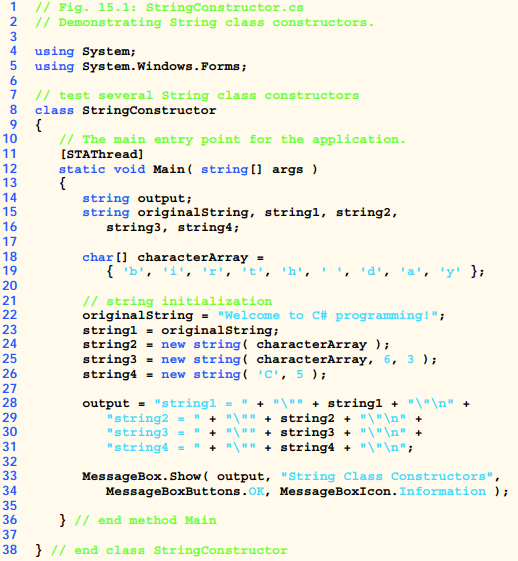 1 // Fig. 15.1: StringConstructor.cs
2 // Demonstrating String class constructors.
3
4 using System;
5 using System.Windows.Forms;
6
7 // test several String class constructors
8 class StringConstructor
9 {
10 // The main entry point for the application.
11 [STAThread]
12 static void Main( string[] args )
13 {
14 string output;
15 string originalString, string1, string2,
16 string3, string4;
17
18 char[] characterArray =
19 { 'b', 'i', 'r', 't', 'h', ' ', 'd', 'a', 'y' };
20
21 // string initialization
22 originalString = "Welcome to C# programming!";
23 string1 = originalString;
24 string2 = new string( characterArray );
25 string3 = new string( characterArray, 6, 3 );
26 string4 = new string( 'C', 5 );
27
28 output = "string1 = " + "\"" + string1 + "\"\n" +
29 "string2 = " + "\"" + string2 + "\"\n" +
30 "string3 = " + "\"" + string3 + "\"\n" +
31 "string4 = " + "\"" + string4 + "\"\n";
32
33 MessageBox.Show( output, "String Class Constructors",
34 MessageBoxButtons.OK, MessageBoxIcon.Information );
35
36 } // end method Main
37
38 } // end class StringConstructor